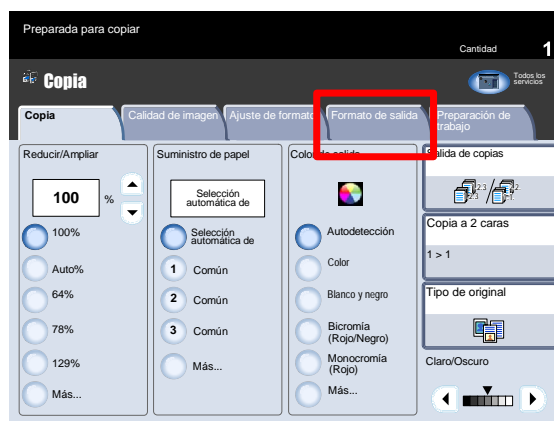 Preparada para copiar
Cantidad 1
Copia
Todos los
servicios
Copia
Calidad de imagen
Ajuste de formato
Formato de salida
Preparación de
trabajo
Reducir/Ampliar
100 %
100%
Auto%
64%
78%
129%
Más...
Suministro de papel
Selección
automática de
Selección
automática de
1 Común
2 Común
3 Común
Más...
Color de salida
Autodetección
Color
Blanco y negro
Bicromía
(Rojo/Negro)
Monocromía
(Rojo)
Más...
Salida de copias
Copia a 2 caras
1 > 1
Tipo de original
Claro/Oscuro